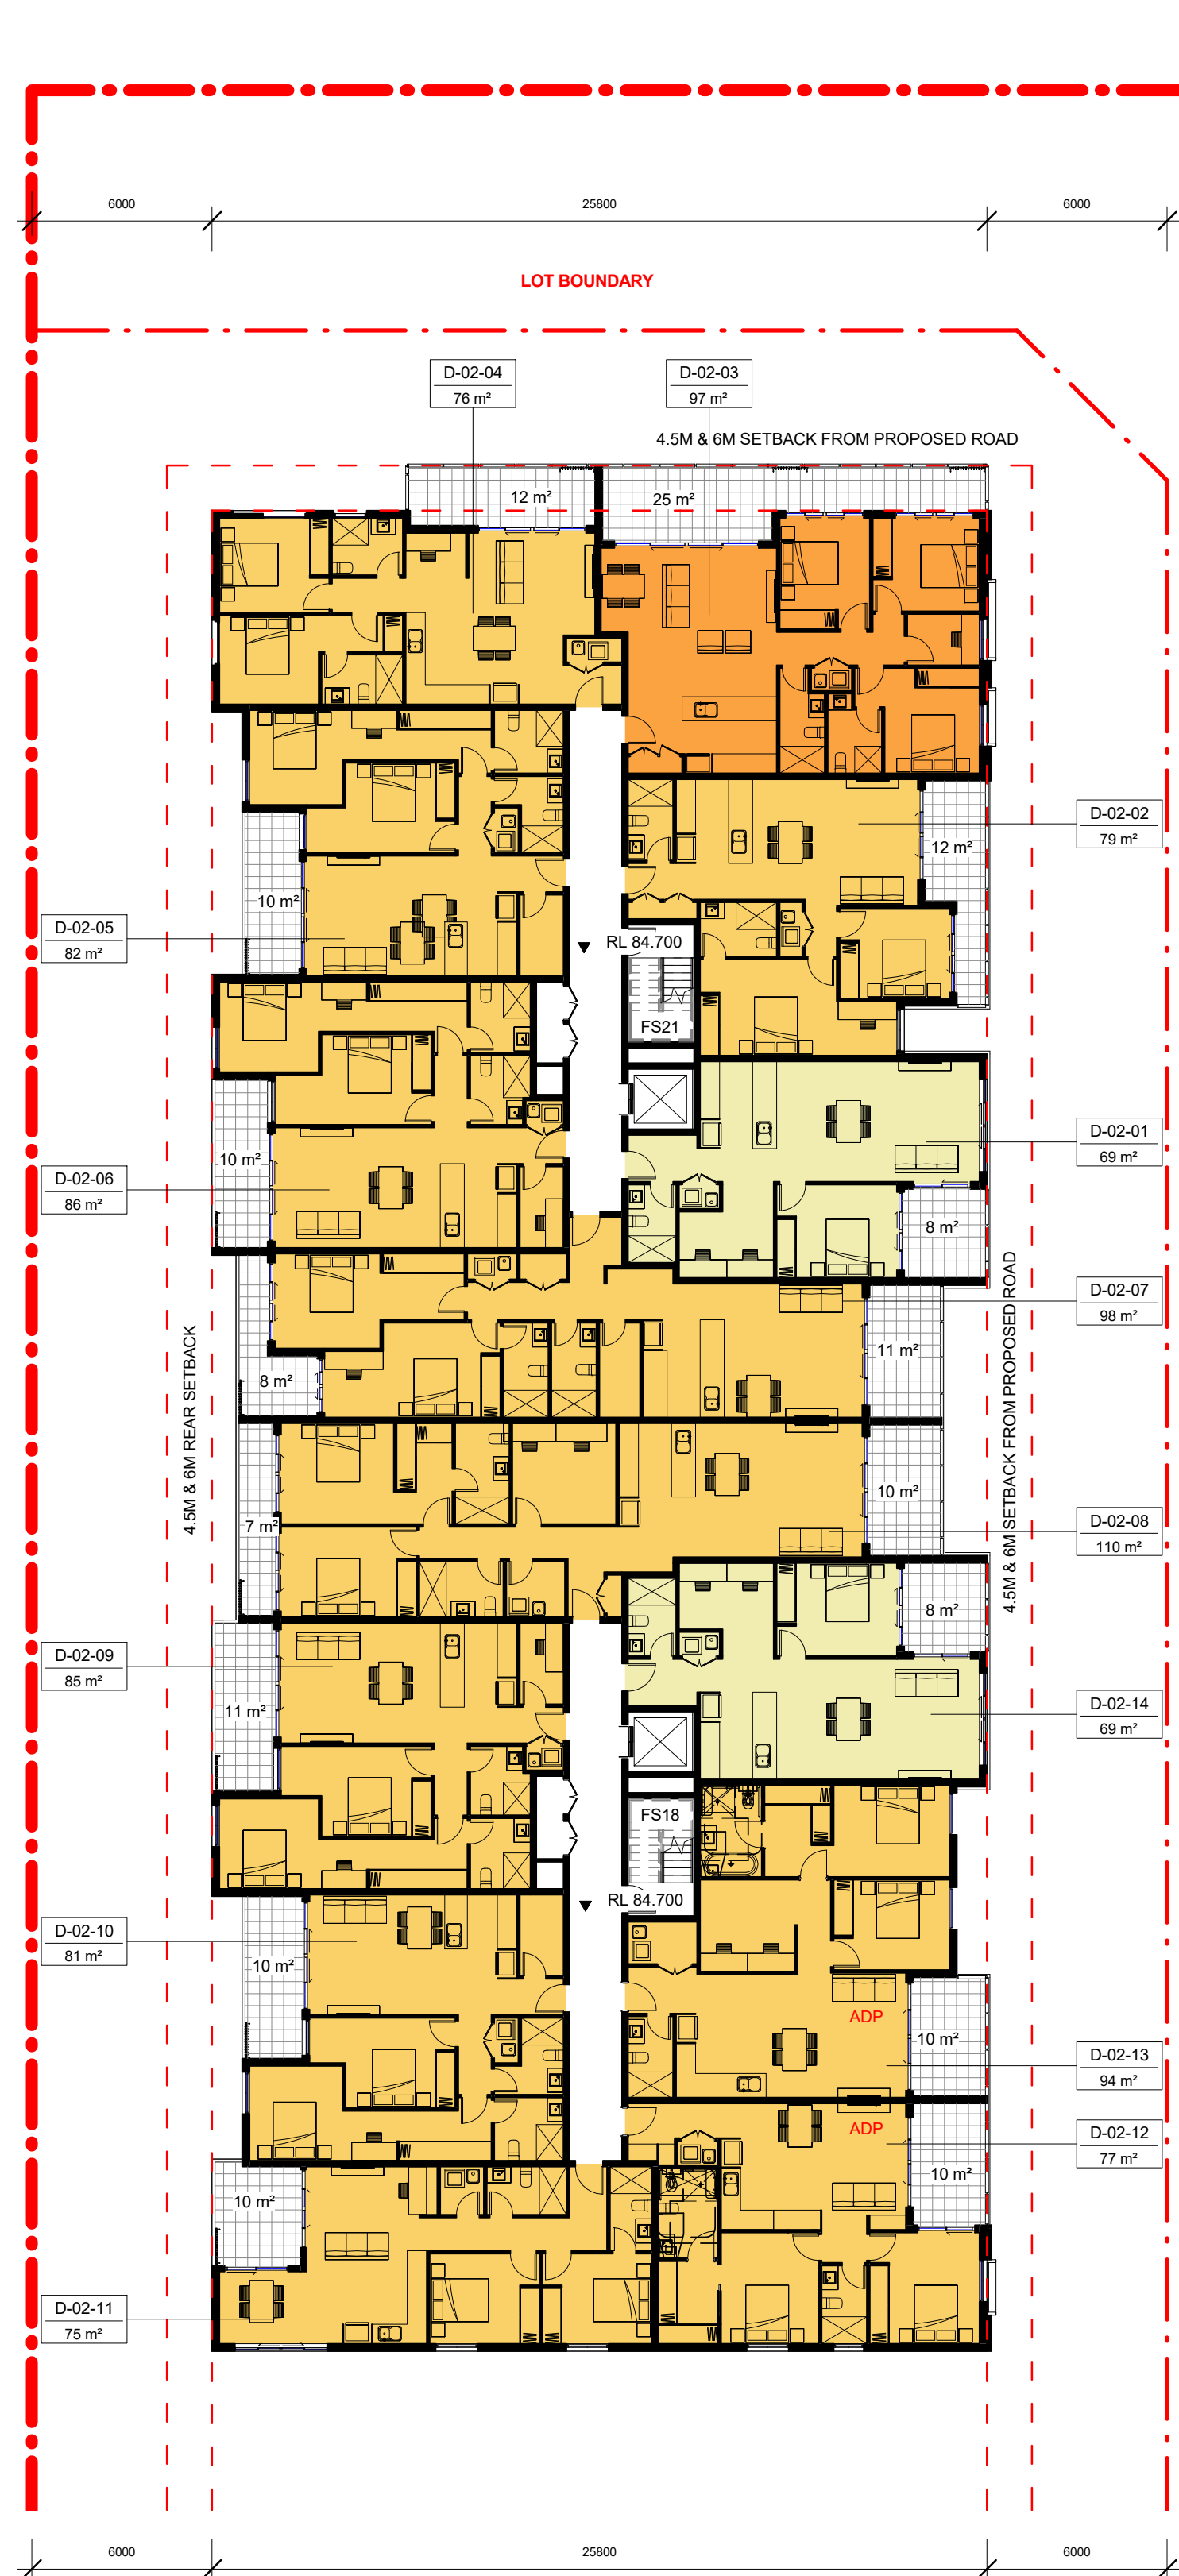 6000
25800
6000
LOT BOUNDARY
D-02-04
76 m²
D-02-03
97 m²
4.5M & 6M SETBACK FROM PROPOSED ROAD
12 m²
25 m²
D-02-02
79 m²
12 m²
10 m²
D-02-05
82 m²
RL 84.700
FS21
D-02-01
69 m²
10 m²
D-02-06
86 m²
8 m²
4.5M & 6M SETBACK FROM PROPOSED ROAD
D-02-07
98 m²
11 m²
8 m²
4.5M & 6M REAR SETBACK
10 m²
7 m²
D-02-08
110 m²
8 m²
D-02-09
85 m²
11 m²
D-02-14
69 m²
FS18
RL 84.700
D-02-10
81 m²
10 m²
ADP
10 m²
D-02-13
94 m²
ADP
D-02-12
77 m²
10 m²
10 m²
D-02-11
75 m²
6000
25800
6000